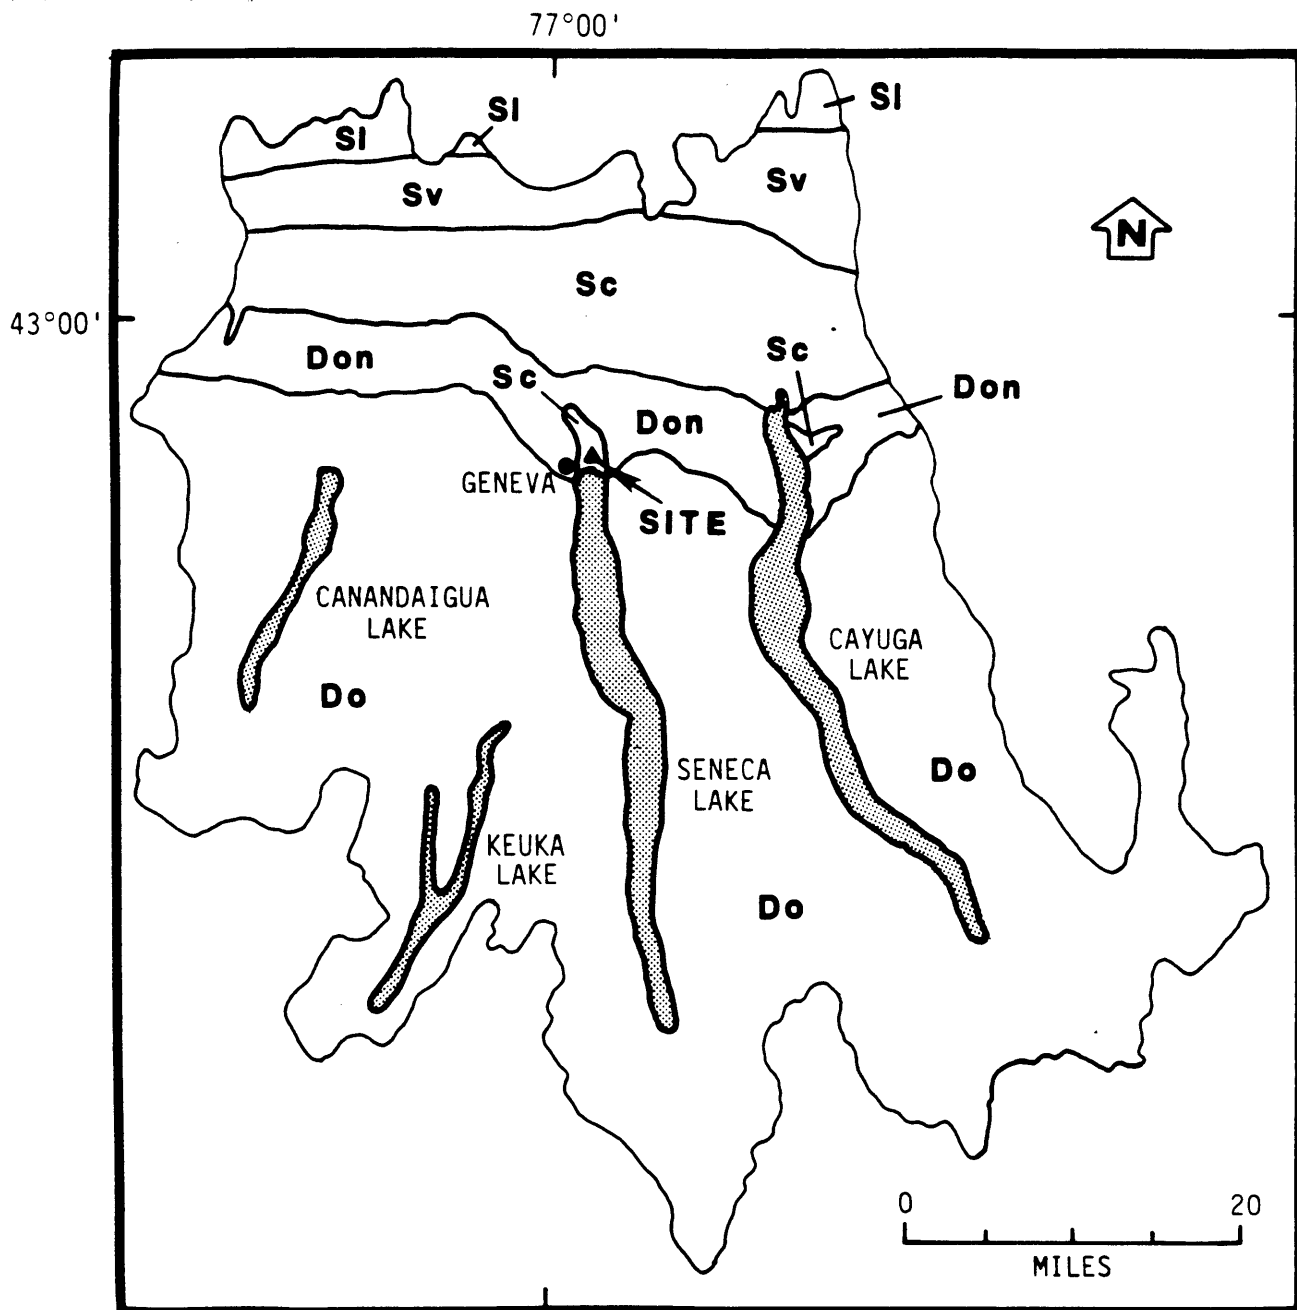 77°00'
Sl
Sl
Sl
Sv
Sv
N
Sc
43°00'
Don
Sc
Sc
Don
Don
GENEVA
SITE
CANANDAIGUA
LAKE
CAYUGA
LAKE
Do
SENECA
LAKE
Do
KEUKA
LAKE
Do
0 20
MILES